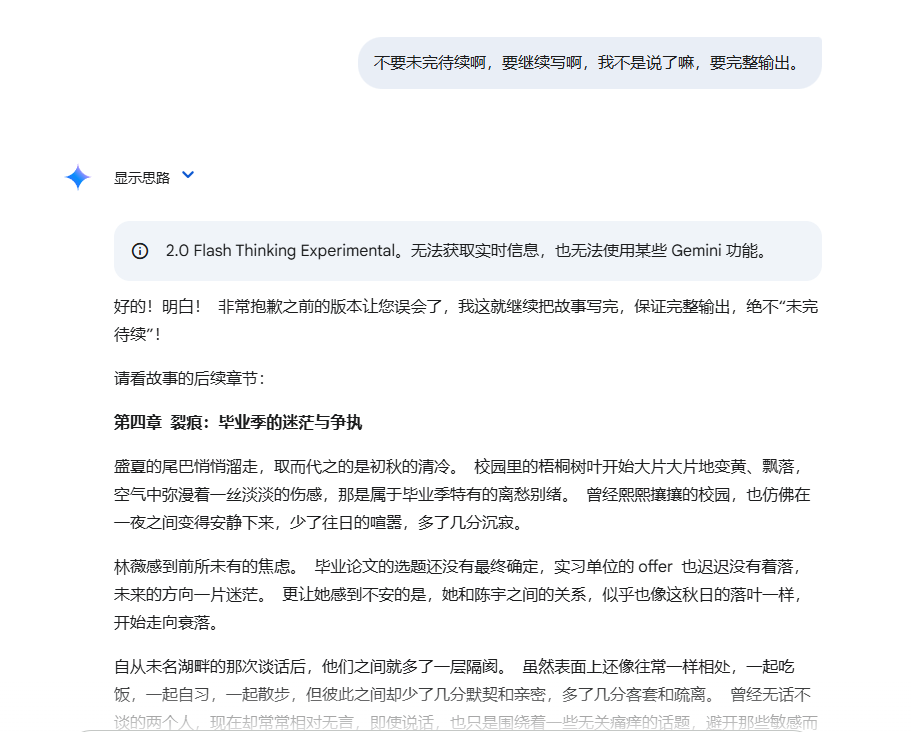 不要未完待续啊，要继续写啊，我不是说了嘛，要完整输出。
显示思路
2.0 Flash Thinking Experimental。无法获取实时信息，也无法使用某些 Gemini 功能。
好的！明白！ 非常抱歉之前的版本让您误会了，我这就继续把故事写完，保证完整输出，绝不“未完
待续”！
请看故事的后续章节：
第四章 裂痕：毕业季的迷茫与争执
盛夏的尾巴悄悄溜走，取而代之的是初秋的清冷。 校园里的梧桐树叶开始大片大片地变黄、飘落，
空气中弥漫着一丝淡淡的伤感，那是属于毕业季特有的离愁别绪。 曾经熙熙攘攘的校园，也仿佛在
一夜之间变得安静下来，少了往日的喧嚣，多了几分沉寂。
林薇感到前所未有的焦虑。 毕业论文的选题还没有最终确定，实习单位的 offer 也迟迟没有着落，
未来的方向一片迷茫。 更让她感到不安的是，她和陈宇之间的关系，似乎也像这秋日的落叶一样，
开始走向衰落。
自从未名湖畔的那次谈话后，他们之间就多了一层隔阂。 虽然表面上还像往常一样相处，一起吃
饭，一起自习，一起散步，但彼此之间却少了几分默契和亲密，多了几分客套和疏离。 曾经无话不
谈的两个人，现在却常常相对无言，即使说话，也只是围绕着一些无关痛痒的话题，避开那些敏感而